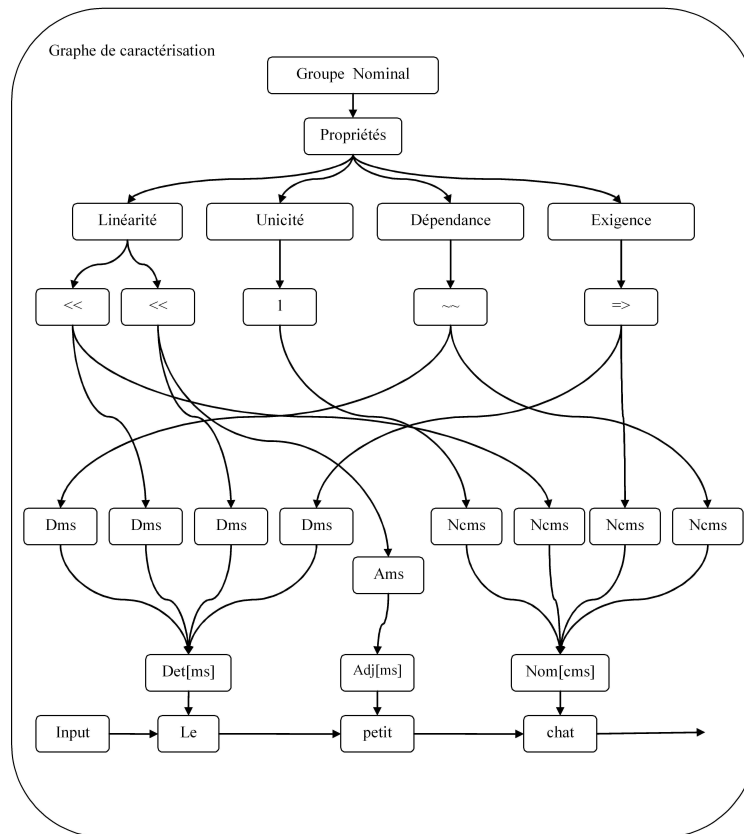 Graphe de caractérisation
Groupe Nominal
Propriétés
Linéarité Unicité Dépendance Exigence
<< << 1 ~~ =>
Dms Dms Dms Dms Ncms Ncms Ncms Ncms
Ams
Det[ms] Adj[ms] Nom[cms]
Input Le petit chat